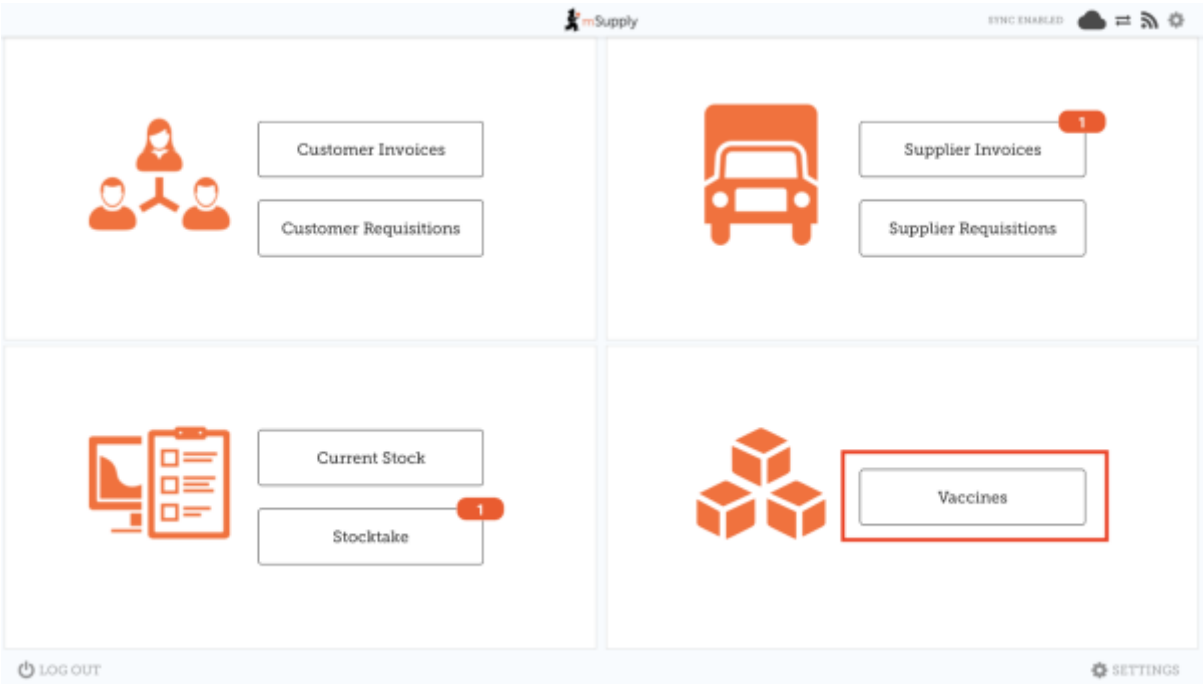 mSupply
SYNC ENABLED
Customer Invoices
Customer Requisitions
1
Supplier Invoices
Supplier Requisitions
Current Stock
1
Stocktake
Vaccines
LOG OUT
SETTINGS